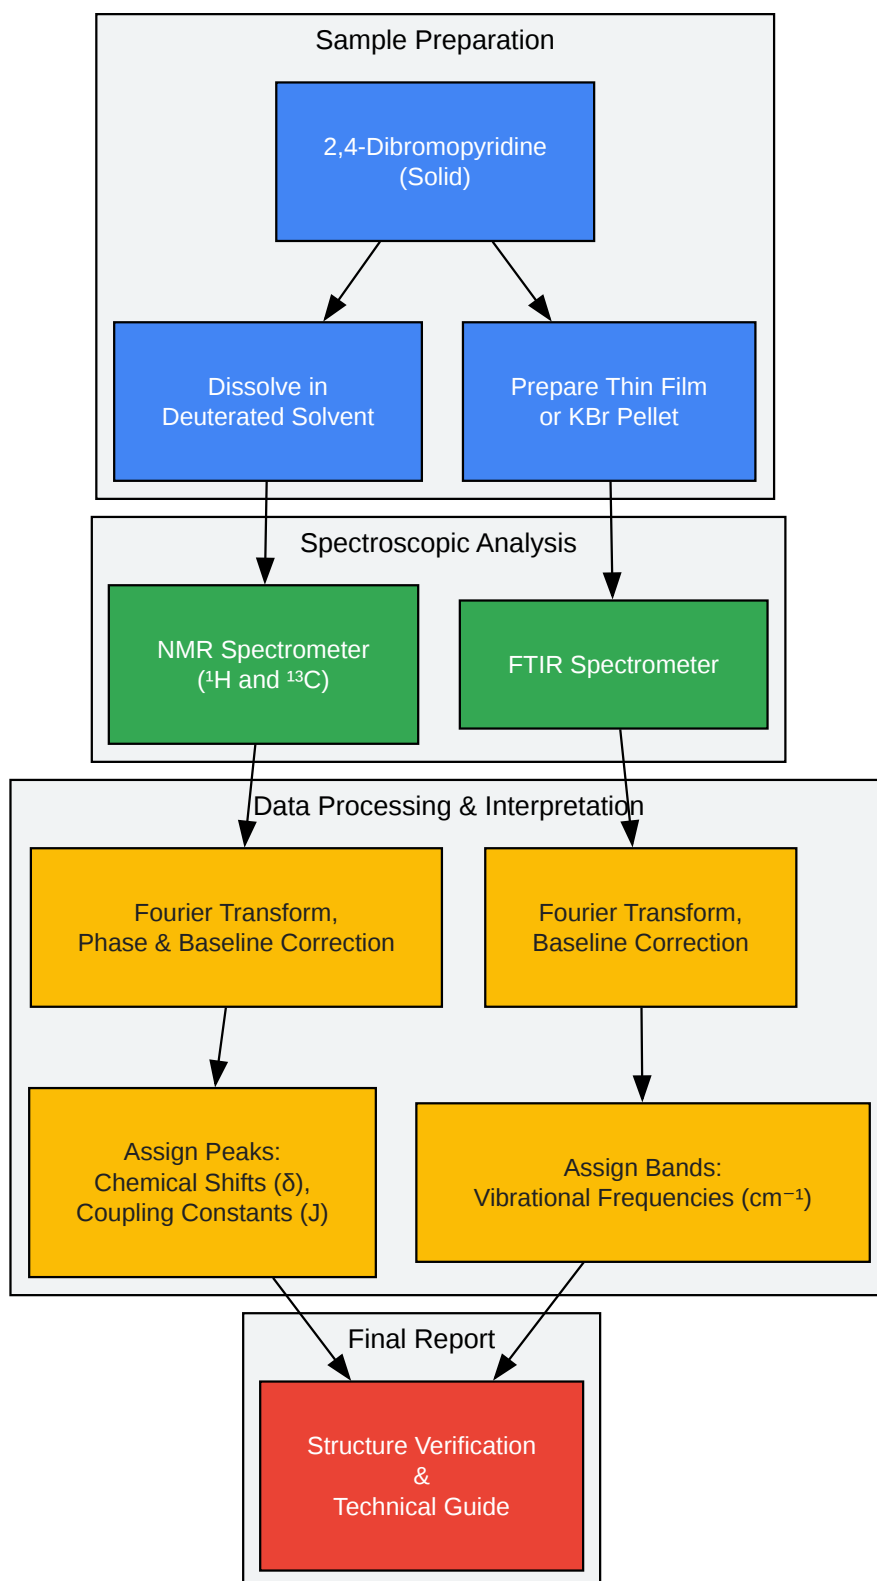 Sample Preparation
2,4-Dibromopyridine
(Solid)
Dissolve in
Deuterated Solvent
Prepare Thin Film
or KBr Pellet
Spectroscopic Analysis
NMR Spectrometer
(¹H and ¹³C)
FTIR Spectrometer
Data Processing & Interpretation
Fourier Transform,
Phase & Baseline Correction
Fourier Transform,
Baseline Correction
Assign Peaks:
Chemical Shifts (δ),
Coupling Constants (J)
Assign Bands:
Vibrational Frequencies (cm⁻¹)
Final Report
Structure Verification
&
Technical Guide